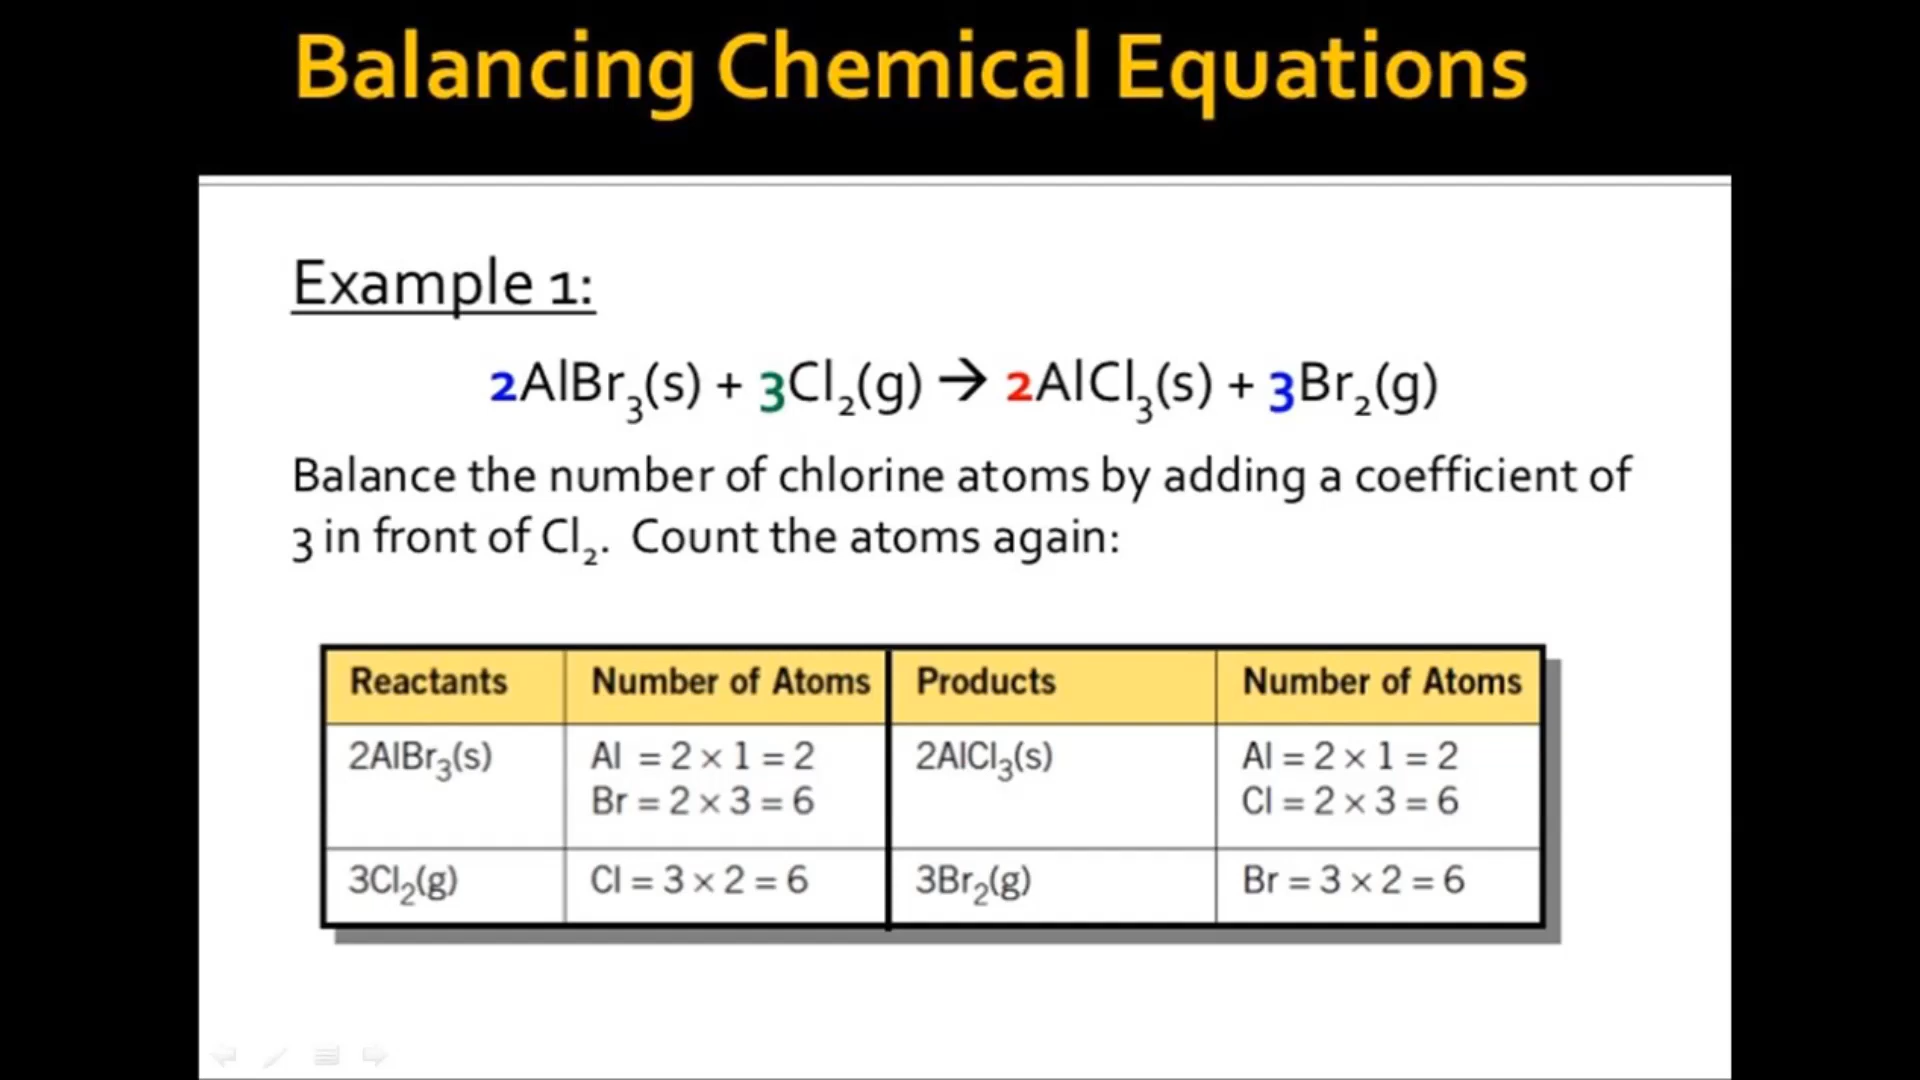 Balancing Chemical Equations
Example 1:
2AlBr₃(s) + 3Cl₂(g) → 2AlCl₃(s) + 3Br₂(g)
Balance the number of chlorine atoms by adding a coefficient of
3 in front of Cl₂. Count the atoms again:
Reactants Number of Atoms Products Number of Atoms
2AlBr₃(s) Al = 2 × 1 = 2 2AlCl₃(s) Al = 2 × 1 = 2
Br = 2 × 3 = 6 Cl = 2 × 3 = 6
3Cl₂(g) Cl = 3 × 2 = 6 3Br₂(g) Br = 3 × 2 = 6